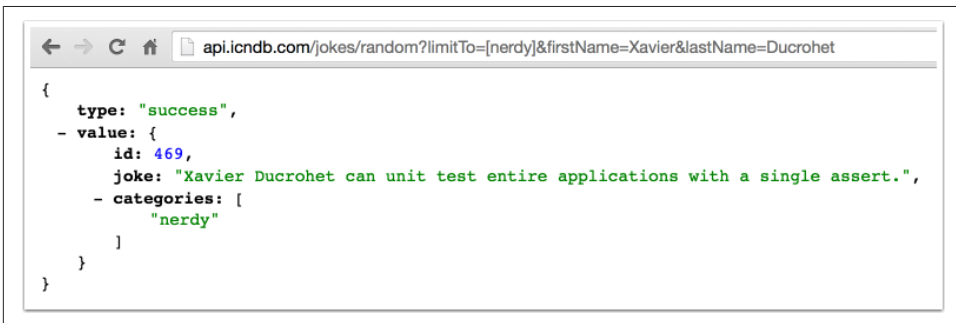 api.icndb.com/jokes/random?limitTo=[nerdy]&firstName=Xavier&lastName=Ducrohet
{
type: "success",
- value: {
id: 469,
joke: "Xavier Ducrohet can unit test entire applications with a single assert.",
- categories: [
"nerdy"
]
}
}